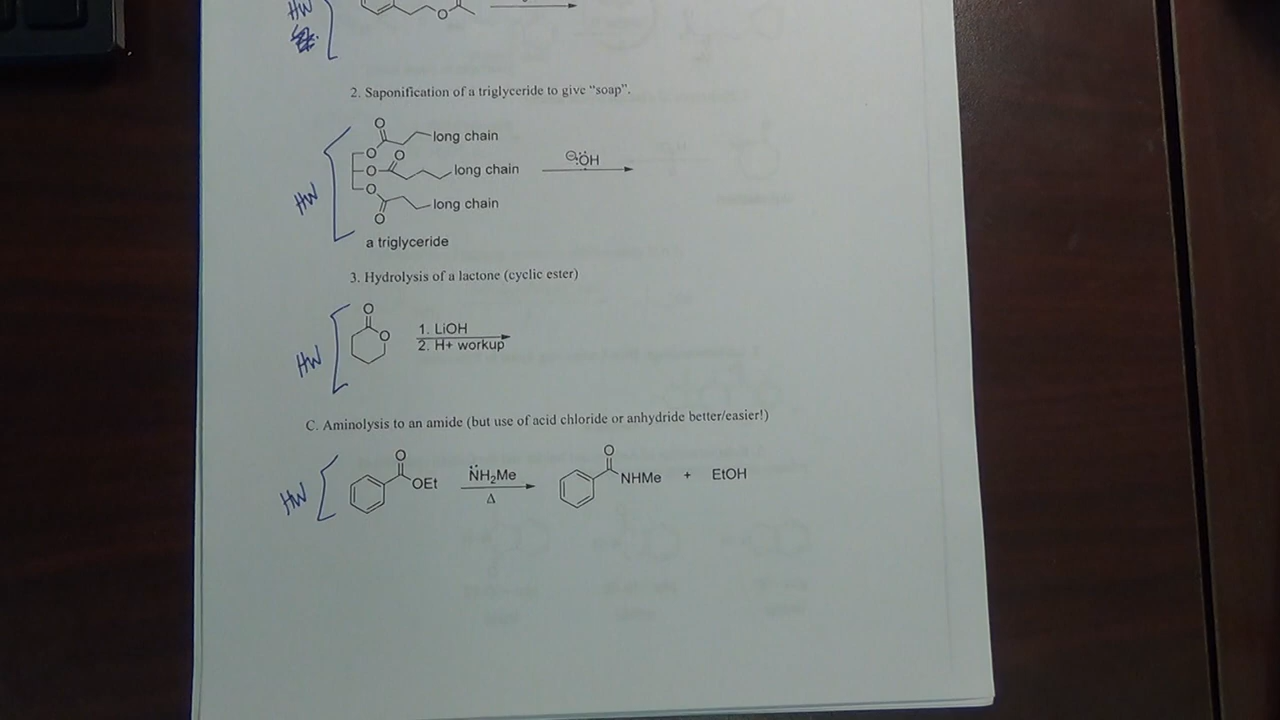 HW
O
2. Saponification of a triglyceride to give “soap”.
O
long chain
O
O
O
long chain
⊖:ÖH
O
long chain
O
HW
a triglyceride
3. Hydrolysis of a lactone (cyclic ester)
O
O
1. LiOH
2. H+ workup
HW
C. Aminolysis to an amide (but use of acid chloride or anhydride better/easier!)
O
OEt
N̈H₂Me
Δ
O
NHMe + EtOH
HW